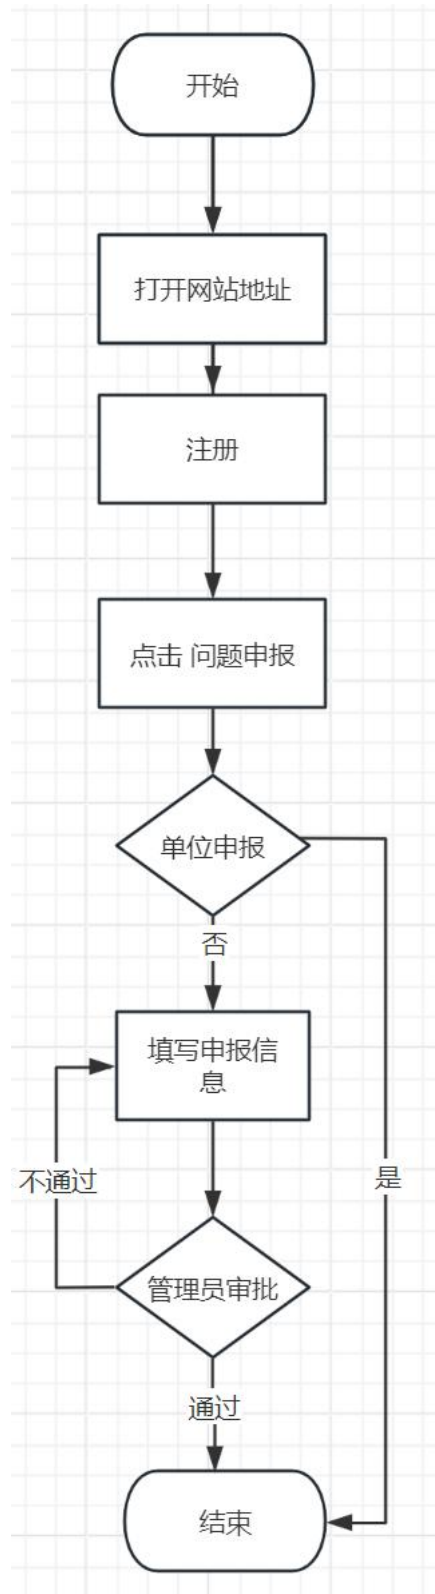 开始
打开网站地址
注册
点击 问题申报
单位申报
否
填写申报信
息
不通过
是
管理员审批
通过
结束